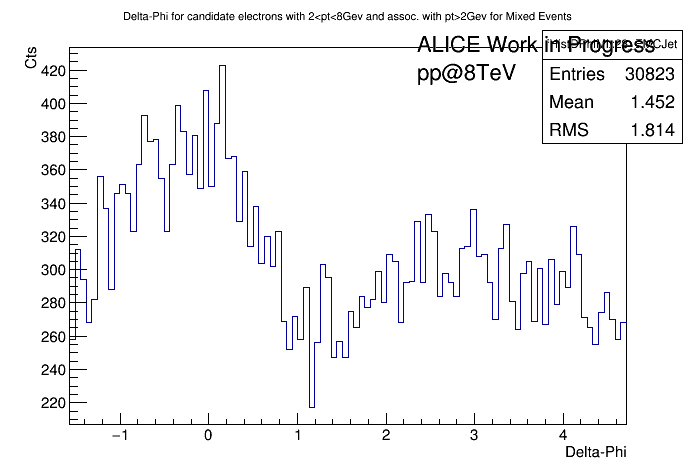 Delta-Phi for candidate electrons with 2<pt<8Gev and assoc. with pt>2Gev for Mixed Events
ALICE Work in Progress
pp@8TeV
Entries 30823
Mean 1.452
RMS 1.814
Cts
420
400
380
360
340
320
300
280
260
240
220
−1 0 1 2 3 4
Delta-Phi